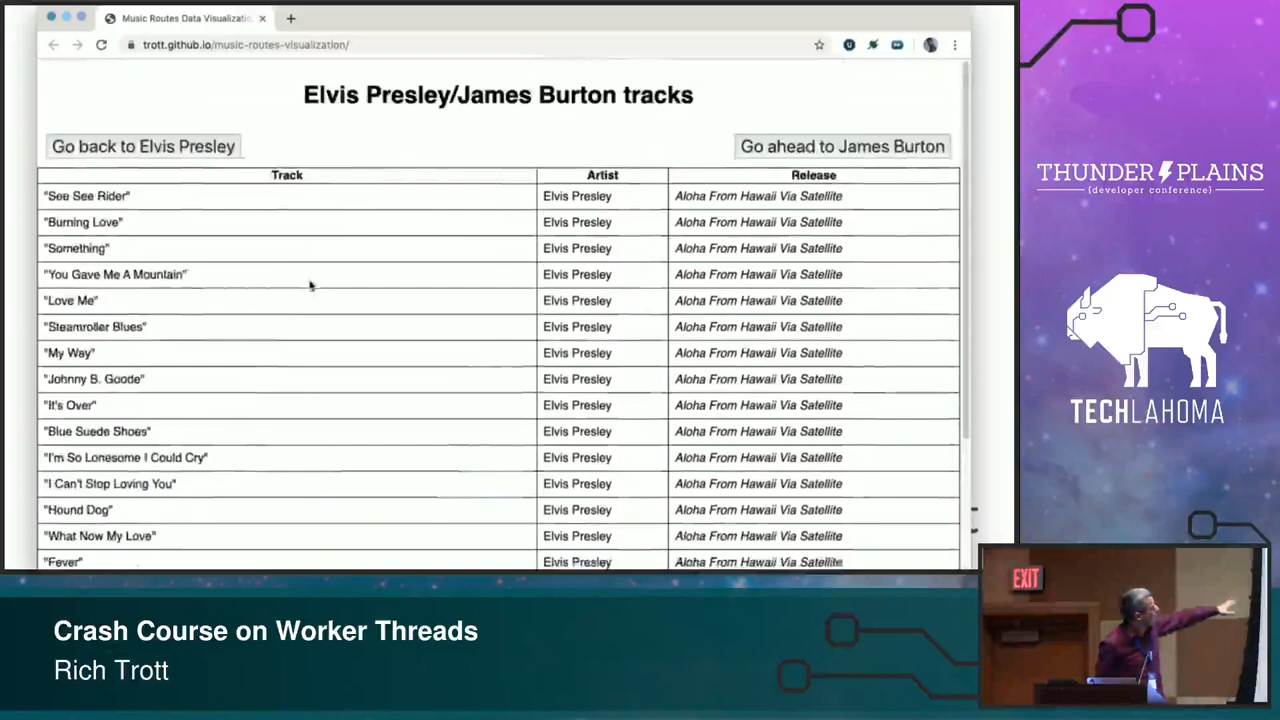 Music Routes Data Visualizatic
trott.github.io/music-routes-visualization/
Elvis Presley/James Burton tracks
Go back to Elvis Presley
Go ahead to James Burton
Track Artist Release
"See See Rider" Elvis Presley Aloha From Hawaii Via Satellite
"Burning Love" Elvis Presley Aloha From Hawaii Via Satellite
"Something" Elvis Presley Aloha From Hawaii Via Satellite
"You Gave Me A Mountain" Elvis Presley Aloha From Hawaii Via Satellite
"Love Me" Elvis Presley Aloha From Hawaii Via Satellite
"Steamroller Blues" Elvis Presley Aloha From Hawaii Via Satellite
"My Way" Elvis Presley Aloha From Hawaii Via Satellite
"Johnny B. Goode" Elvis Presley Aloha From Hawaii Via Satellite
"It's Over" Elvis Presley Aloha From Hawaii Via Satellite
"Blue Suede Shoes" Elvis Presley Aloha From Hawaii Via Satellite
"I'm So Lonesome I Could Cry" Elvis Presley Aloha From Hawaii Via Satellite
"I Can't Stop Loving You" Elvis Presley Aloha From Hawaii Via Satellite
"Hound Dog" Elvis Presley Aloha From Hawaii Via Satellite
"What Now My Love" Elvis Presley Aloha From Hawaii Via Satellite
"Fever" Elvis Presley Aloha From Hawaii Via Satellite
THUNDER PLAINS
{developer conference}
TECHLAHOMA
EXIT
Crash Course on Worker Threads
Rich Trott